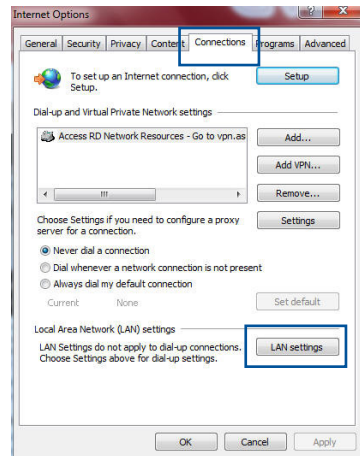 Internet Options
General Security Privacy Content Connections Programs Advanced
To set up an Internet connection, click
Setup.
Setup
Dial-up and Virtual Private Network settings
Access RD Network Resources - Go to vpn.as
Add...
Add VPN...
Remove...
Choose Settings if you need to configure a proxy
server for a connection.
Settings
Never dial a connection
Dial whenever a network connection is not present
Always dial my default connection
Current None
Set default
Local Area Network (LAN) settings
LAN Settings do not apply to dial-up connections.
Choose Settings above for dial-up settings.
LAN settings
OK Cancel Apply